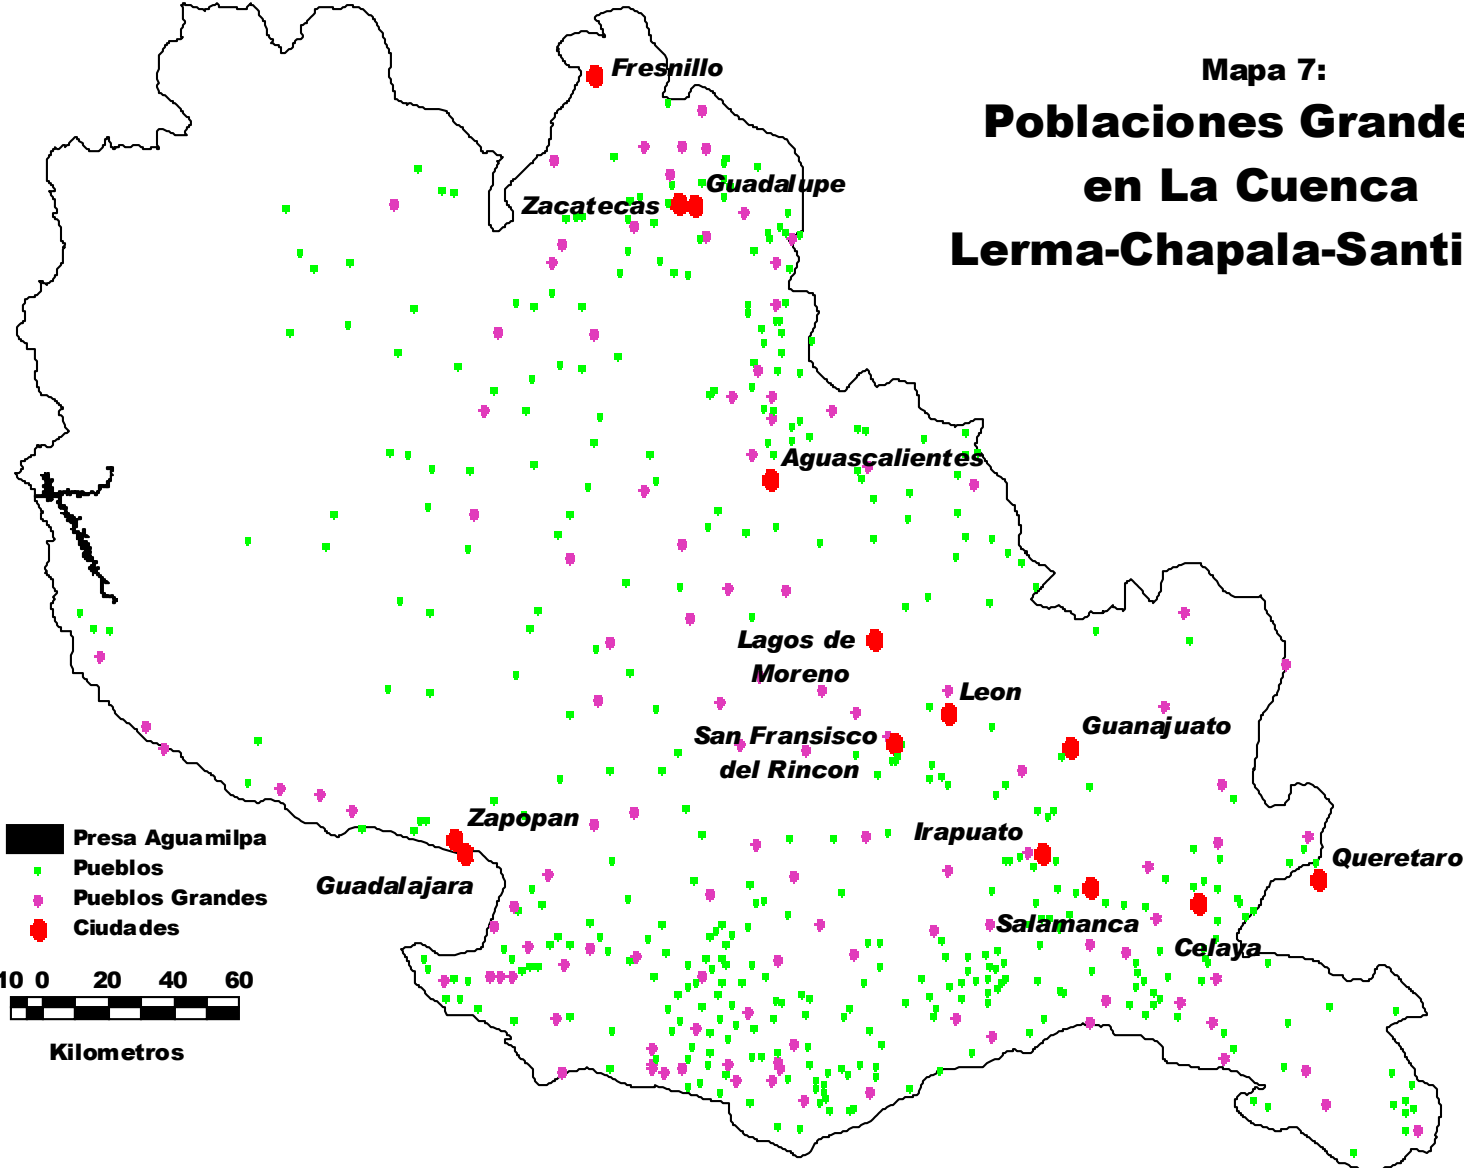 Mapa 7:
Poblaciones Grande
en La Cuenca
Lerma-Chapala-Santi
Fresnillo
Guadalupe
Zacatecas
Aguascalientes
Lagos de
Moreno
Leon
San Fransisco
del Rincon
Guanajuato
Zapopan
Guadalajara
Irapuato
Queretaro
Salamanca
Celaya
Presa Aguamilpa
Pueblos
Pueblos Grandes
Ciudades
10 0 20 40 60
Kilometros